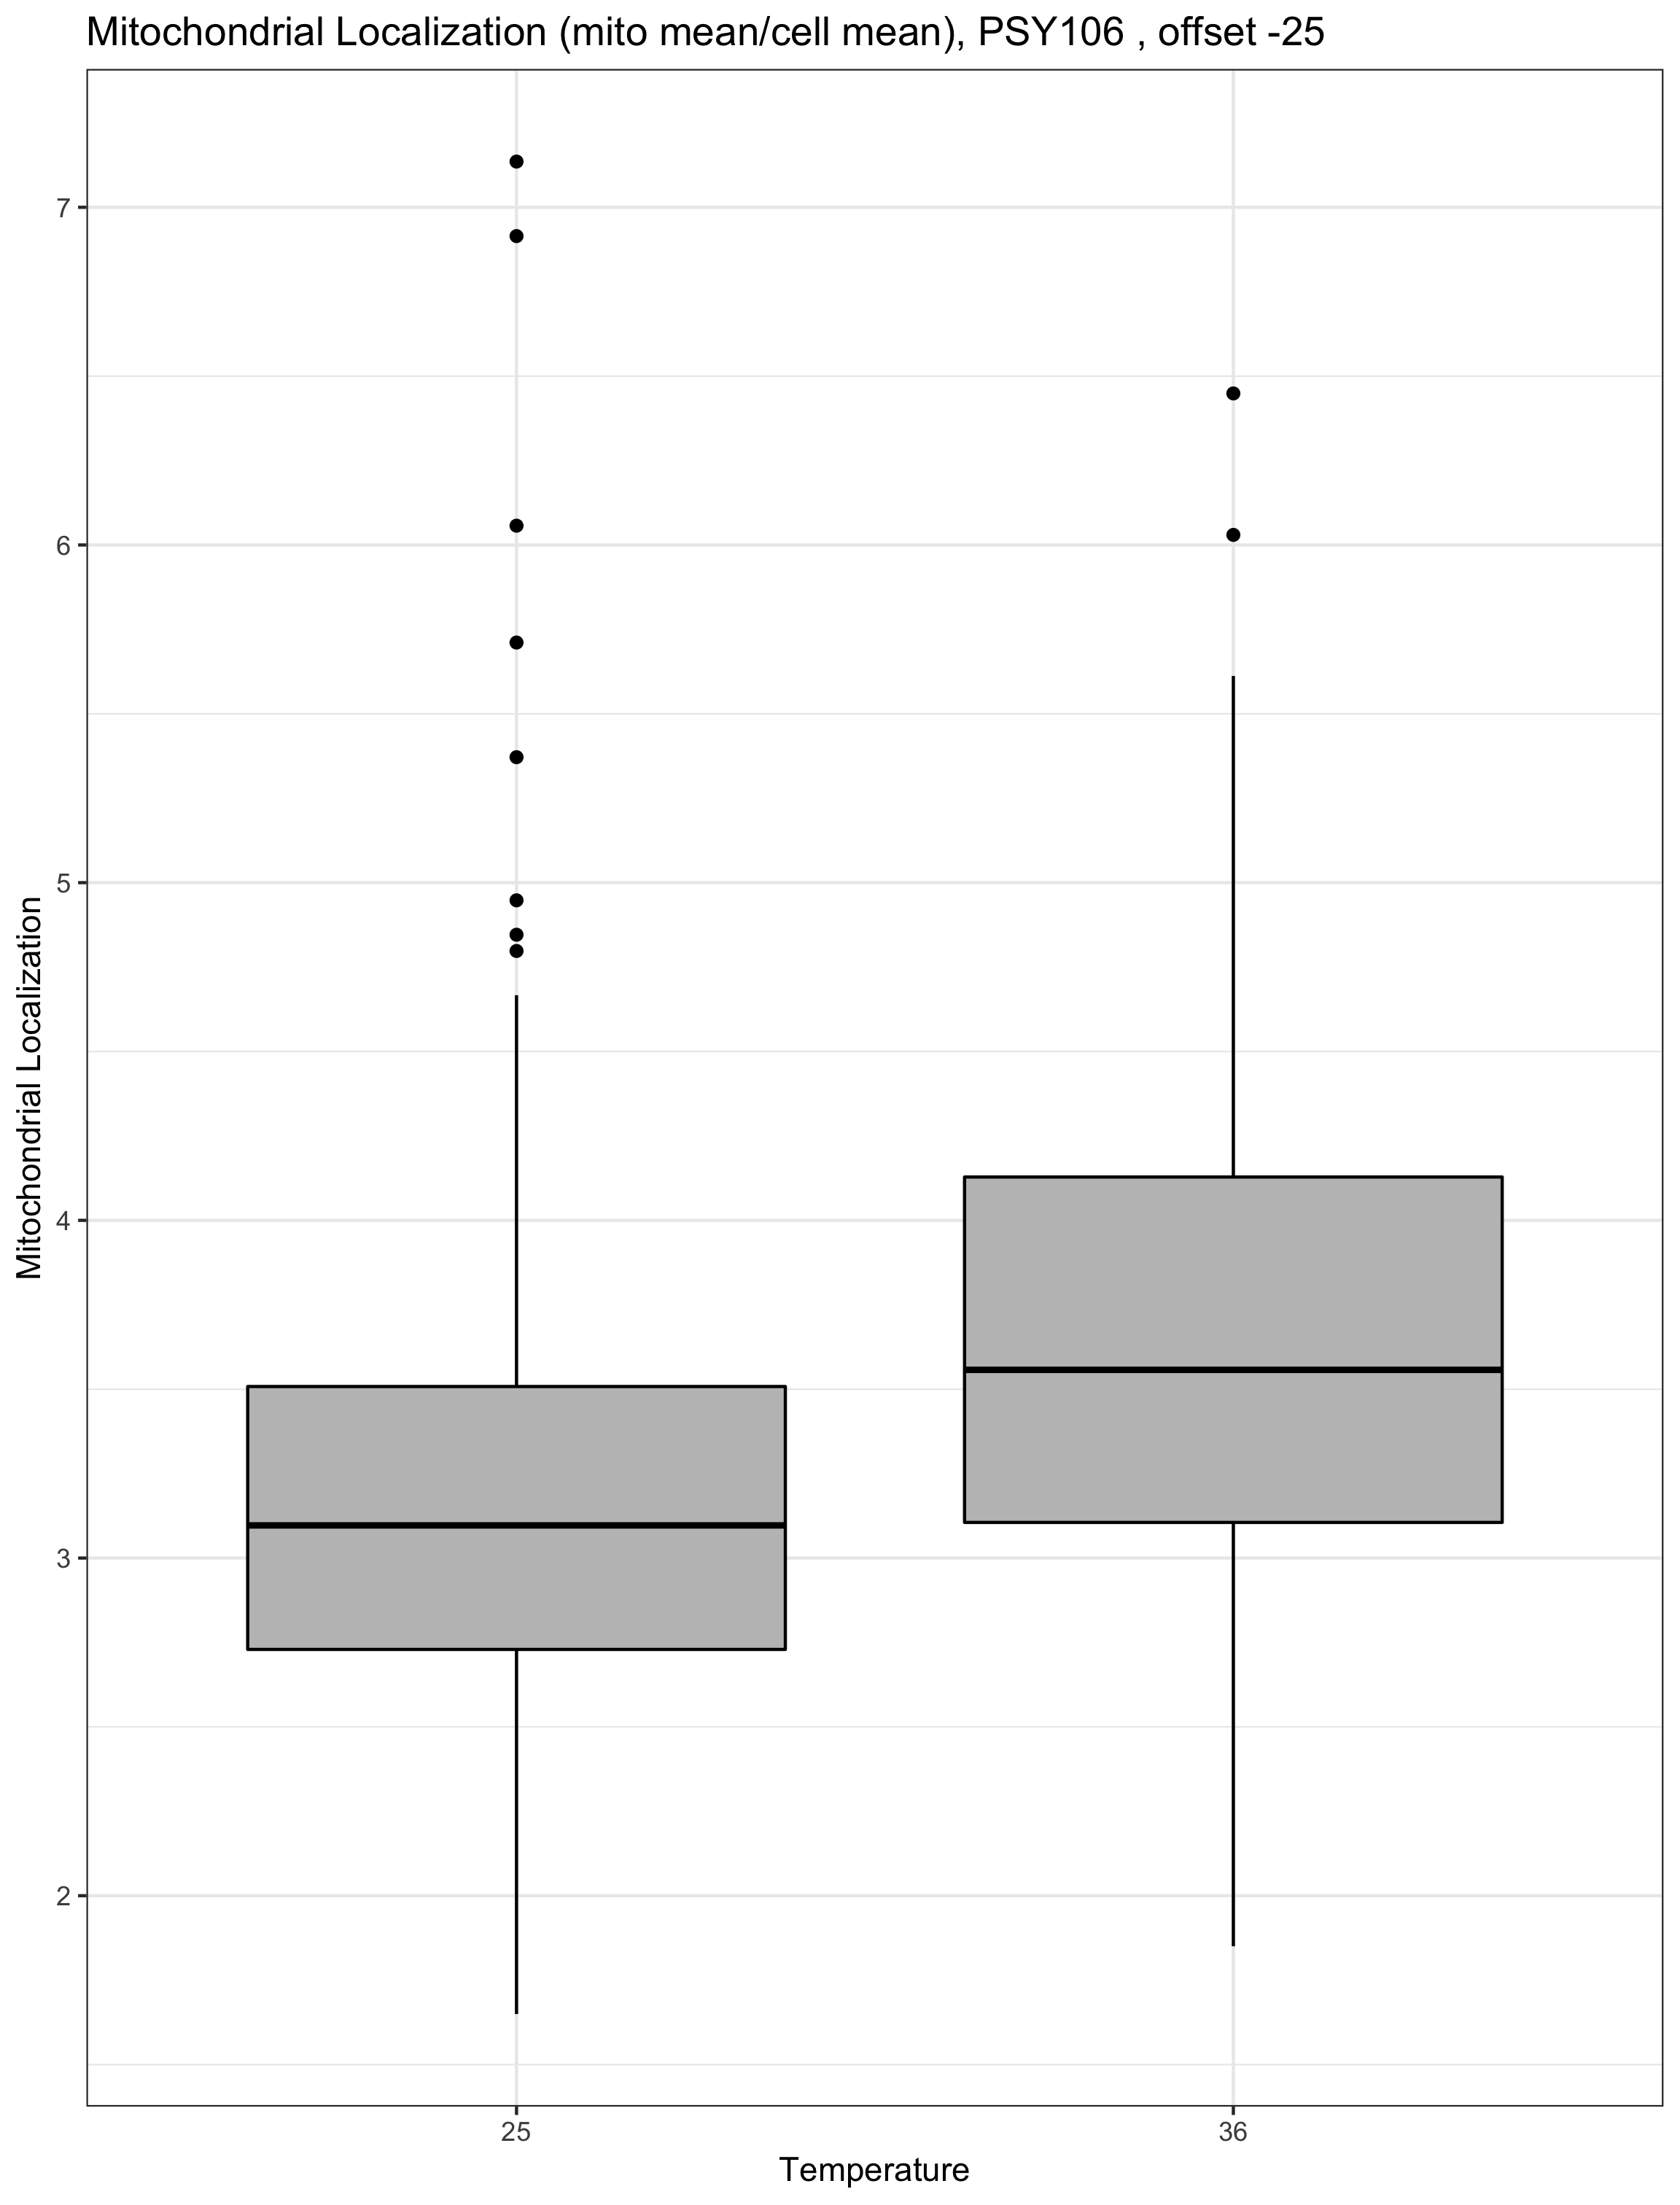 Mitochondrial Localization (mito mean/cell mean), PSY106 , offset -25
Mitochondrial Localization
7
6
5
4
3
2
25 36
Temperature